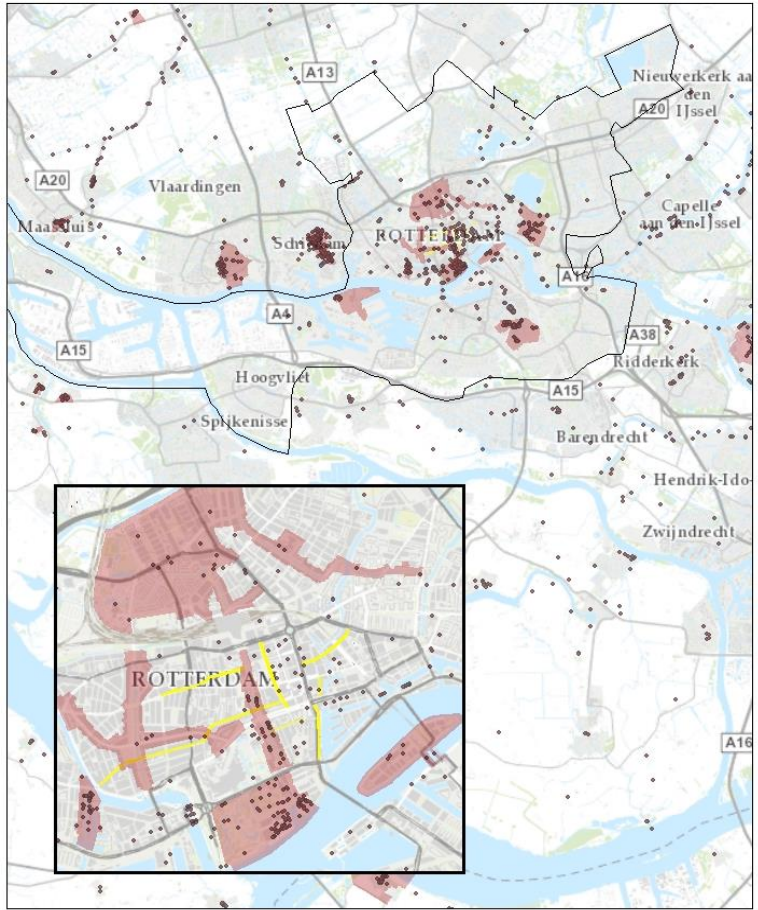 A13
Nieuwerkerk aa
den
IJssel
A20
A20
Vlaardingen
Capelle
aan den IJssel
Maassluis
Schiedam
ROTTERDAM
A16
A4
A38
A15
Ridderkerk
Hoogvliet
A15
Spijkenisse
Barendrecht
Hendrik-Ido-
Zwijndrecht
ROTTERDAM
A16